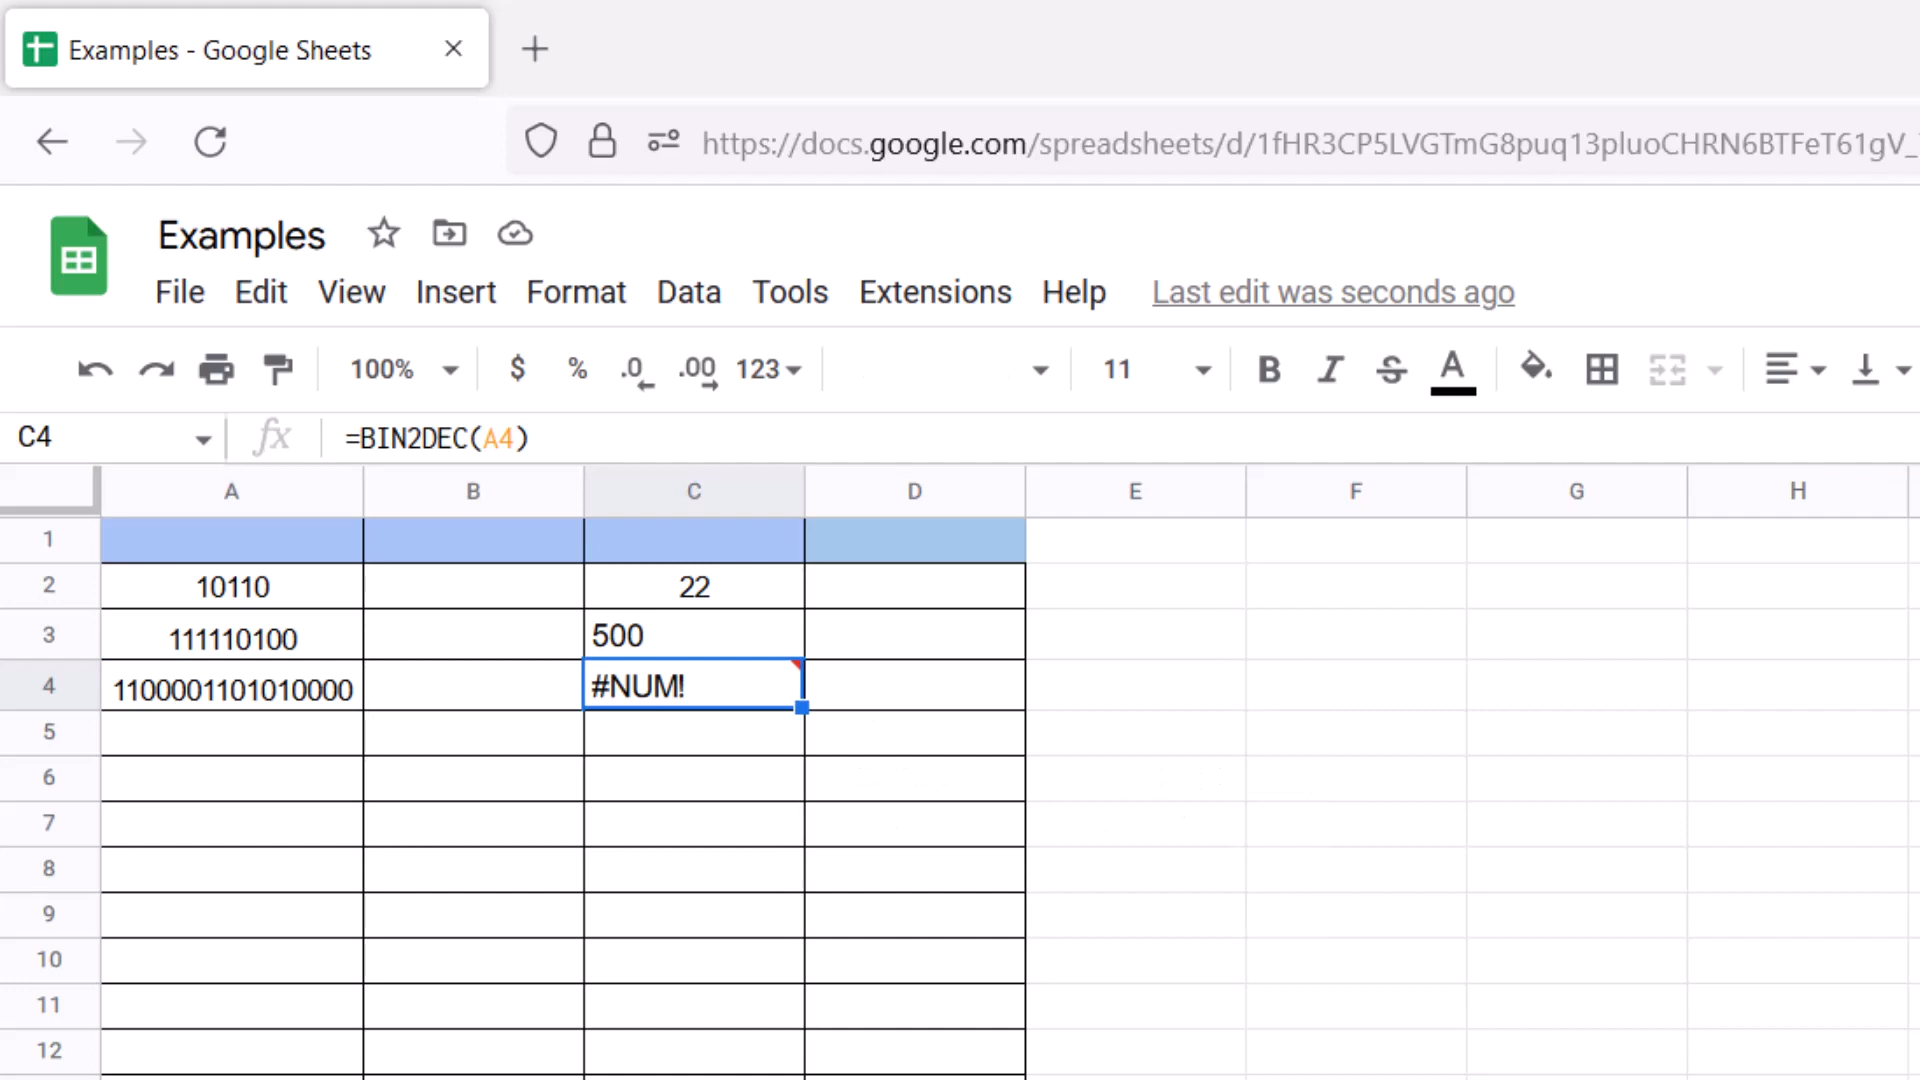 Examples - Google Sheets
https://docs.google.com/spreadsheets/d/1fHR3CP5LVGTmG8puq13pluoCHRN6BTFeT61gV_
Examples
File Edit View Insert Format Data Tools Extensions Help Last edit was seconds ago
100% $ % .0 .00 123 11 B I S A
C4 fx =BIN2DEC(A4)
A B C D E F G H
1
2 10110 22
3 111110100 500
4 1100001101010000 #NUM!
5
6
7
8
9
10
11
12